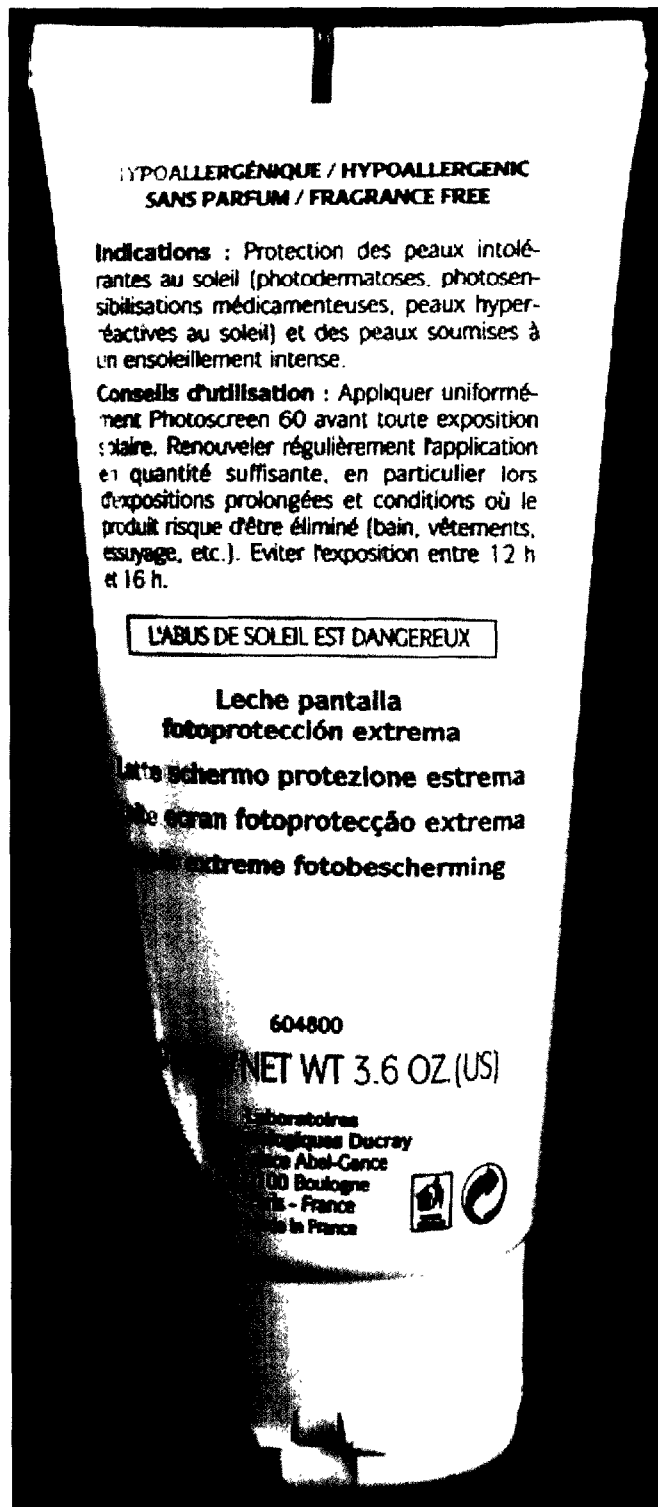 HYPOALLERGÉNIQUE / HYPOALLERGENIC
SANS PARFUM / FRAGRANCE FREE
Indications : Protection des peaux intolé-
rantes au soleil (photodermatoses, photosen-
sibilisations médicamenteuses, peaux hyper-
réactives au soleil) et des peaux soumises à
un ensoleillement intense.
Conseils d'utilisation : Appliquer uniformé-
ment Photoscreen 60 avant toute exposition
solaire. Renouveler régulièrement l'application
en quantité suffisante, en particulier lors
d'expositions prolongées et conditions où le
produit risque d'être éliminé (bain, vêtements,
essuyage, etc.). Eviter l'exposition entre 12 h
et 16 h.
L'ABUS DE SOLEIL EST DANGEREUX
Leche pantalla
fotoprotección extrema
Latte schermo protezione estrema
ecran fotoprotecção extrema
extreme fotobescherming
604800
NET WT 3.6 OZ.(US)
Laboratoires
Ducray
Abel-Gance
Boulogne
Paris - France
Made in France